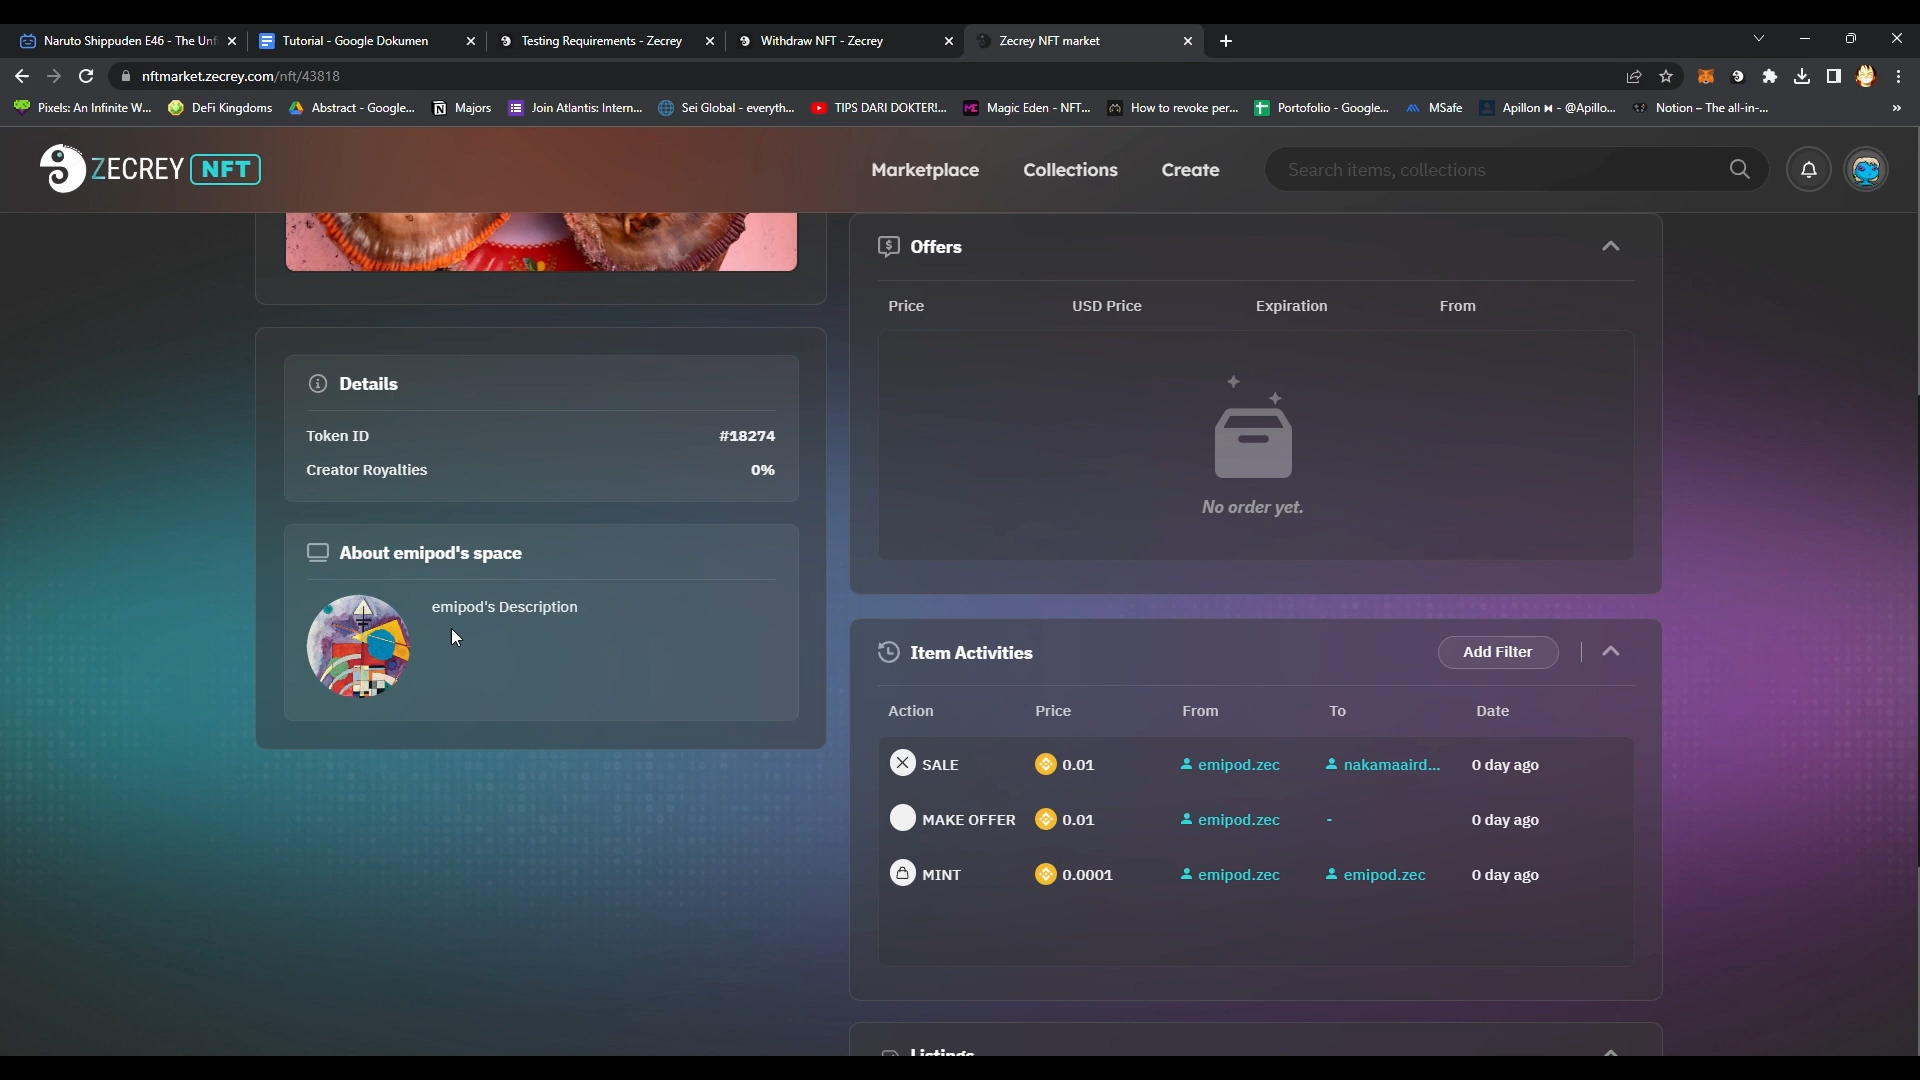 Naruto Shippuden E46 - The Unf
Tutorial - Google Dokumen
Testing Requirements - Zecrey
Withdraw NFT - Zecrey
Zecrey NFT market
nftmarket.zecrey.com/nft/43818
Pixels: An Infinite W...
DeFi Kingdoms
Abstract - Google...
Majors
Join Atlantis: Intern...
Sei Global - everyth...
TIPS DARI DOKTER!...
Magic Eden - NFT...
How to revoke per...
Portofolio - Google...
MSafe
Apillon - @Apillo...
Notion – The all-in-...
ZECREY NFT
Marketplace
Collections
Create
Search items, collections
Offers
Price USD Price Expiration From
No order yet.
Details
Token ID #18274
Creator Royalties 0%
About emipod's space
emipod's Description
Item Activities
Add Filter
Action Price From To Date
SALE 0.01 emipod.zec nakamaaird... 0 day ago
MAKE OFFER 0.01 emipod.zec - 0 day ago
MINT 0.0001 emipod.zec emipod.zec 0 day ago
Listings